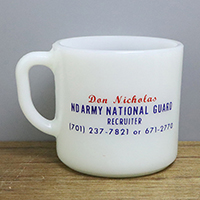 Don Nicholas
ND ARMY NATIONAL GUARD
RECRUITER
(701) 237-7821 or 671-2770